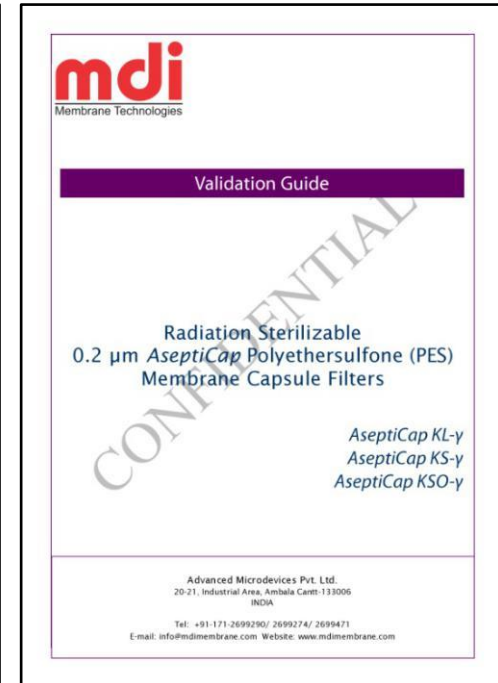 mdi
Membrane Technologies
Validation Guide
CONFIDENTIAL
Radiation Sterilizable
0.2 µm AseptiCap Polyethersulfone (PES)
Membrane Capsule Filters
AseptiCap KL-γ
AseptiCap KS-γ
AseptiCap KSO-γ
Advanced Microdevices Pvt. Ltd.
20-21, Industrial Area, Ambala Cantt-133006
INDIA
Tel: +91-171-2699290/ 2699274/ 2699471
E-mail: info@mdimembrane.com Website: www.mdimembrane.com